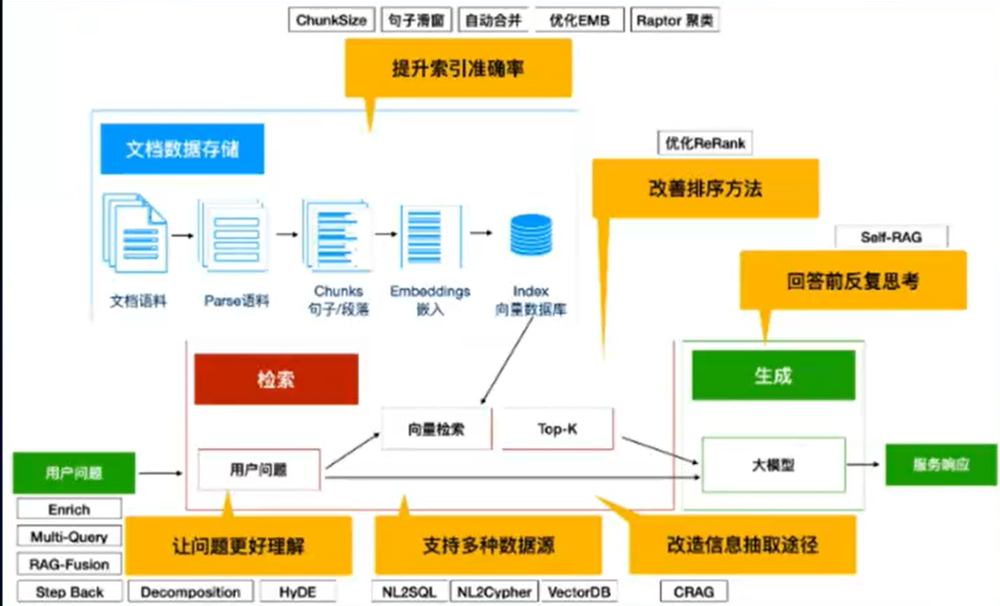 ChunkSize
句子滑窗
自动合并
优化EMB
Raptor 聚类
提升索引准确率
文档数据存储
优化ReRank
改善排序方法
Self-RAG
回答前反复思考
文档语料
Parse语料
Chunks
句子/段落
Embeddings
嵌入
Index
向量数据库
检索
生成
向量检索
Top-K
用户问题
用户问题
大模型
服务响应
Enrich
Multi-Query
RAG-Fusion
Step Back
让问题更好理解
支持多种数据源
改造信息抽取途径
Decomposition
HyDE
NL2SQL
NL2Cypher
VectorDB
CRAG